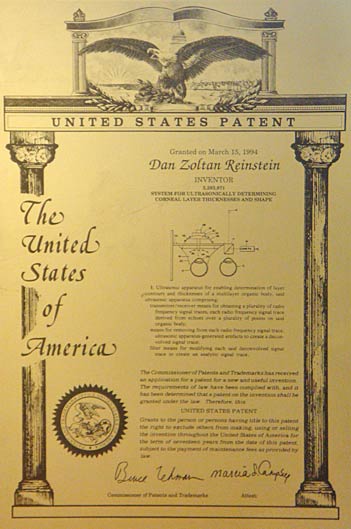 UNITED STATES PATENT
Granted on March 15, 1994
Dan Zoltan Reinstein
INVENTOR
5,293,871
SYSTEM FOR ULTRASONICALLY DETERMINING
CORNEAL LAYER THICKNESSES AND SHAPE
The
United
States
of
America
1. Ultrasonic apparatus for enabling determination of layer
contours and thicknesses of a multilayer organic body, said
ultrasonic apparatus comprising:
transmitter/receiver means for obtaining a plurality of radio
frequency signal traces, each radio frequency signal trace
derived from echoes over a plurality of points on said
organic body;
means for removing from each radio frequency signal trace,
ultrasonic apparatus-generated artifacts to create a decon-
volved signal trace;
filter means for modifying each said deconvolved signal
trace to create an analytic signal trace.
The Commissioner of Patents and Trademarks has received
an application for a patent for a new and useful invention.
The requirements of law have been complied with, and it
has been determined that a patent on the invention shall be
granted under the law. Therefore, this
UNITED STATES PATENT
Grants to the person or persons having title to this patent
the right to exclude others from making, using or selling
the invention throughout the United States of America for
the term of seventeen years from the date of this patent,
subject to the payment of maintenance fees as provided by
law.
Bruce Lehman
Commissioner of Patents and Trademarks
Attest: